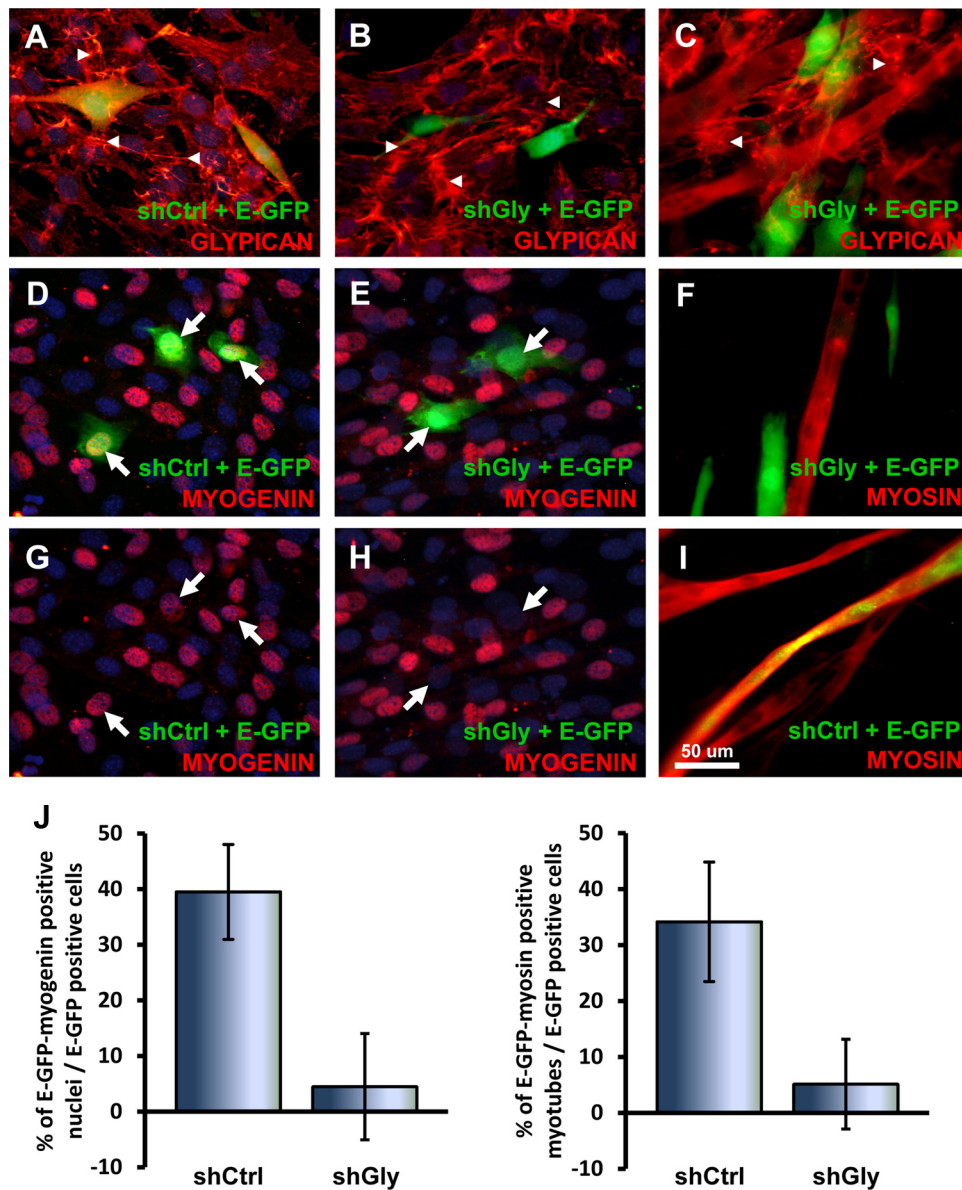 A
shCtrl + E-GFP
GLYPICAN
B
shGly + E-GFP
GLYPICAN
C
shGly + E-GFP
GLYPICAN
D
shCtrl + E-GFP
MYOGENIN
E
shGly + E-GFP
MYOGENIN
F
shGly + E-GFP
MYOSIN
G
shCtrl + E-GFP
MYOGENIN
H
shGly + E-GFP
MYOGENIN
I
shCtrl + E-GFP
50 um
MYOSIN
J
% of E-GFP-myogenin positive
nuclei / E-GFP positive cells
50
40
30
20
10
0
-10
shCtrl
shGly
% of E-GFP-myosin positive
myotubes / E-GFP positive cells
50
40
30
20
10
0
-10
shCtrl
shGly